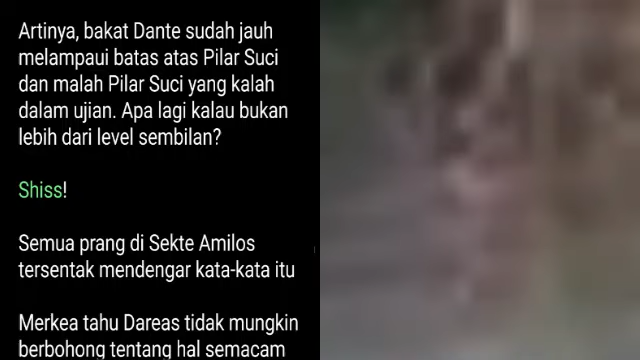 Artinya, bakat Dante sudah jauh
melampaui batas atas Pilar Suci
dan malah Pilar Suci yang kalah
dalam ujian. Apa lagi kalau bukan
lebih dari level sembilan?
Shiss!
Semua prang di Sekte Amilos
tersentak mendengar kata-kata itu
Merkea tahu Dareas tidak mungkin
berbohong tentang hal semacam